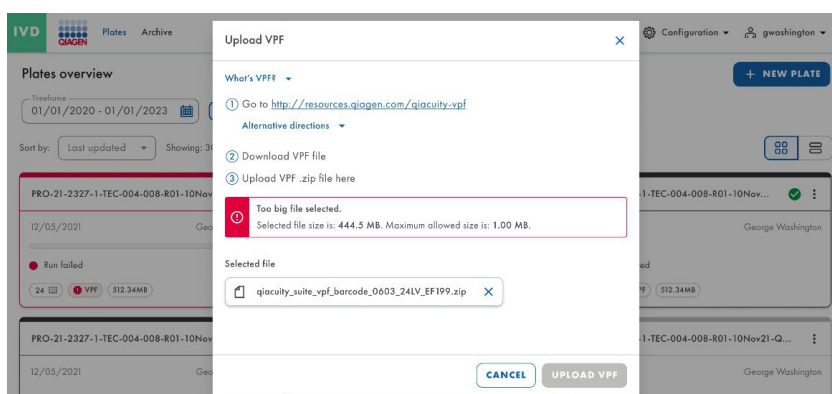 IVD
QIAGEN
Plates
Archive
Configuration
gwashington
Plates overview
+ NEW PLATE
Timeframe
01/01/2020 - 01/01/2023
Sort by:
Last updated
Showing:
PRO-21-2327-1-TEC-004-008-R01-10Nov
12/05/2021
Run failed
24
VPF
512.34MB
PRO-21-2327-1-TEC-004-008-R01-10Nov
12/05/2021
Upload VPF
What's VPF?
1 Go to http://resources.qiagen.com/qiacuity-vpf
Alternative directions
2 Download VPF file
3 Upload VPF .zip file here
Too big file selected.
Selected file size is: 444.5 MB. Maximum allowed size is: 1.00 MB.
Selected file
qiacuity_suite_vpf_barcode_0603_24LV_EF199.zip
CANCEL
UPLOAD VPF
-1-TEC-004-008-R01-10Nov...
George Washington
512.34MB
-1-TEC-004-008-R01-10Nov21-Q...
George Washington